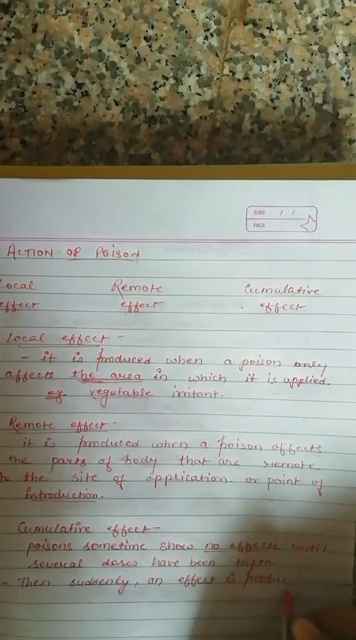 DATE / /
PAGE
ACTION OF POISON
Local Remote Cumulative
effect effect effect
Local effect -
- it is produced when a poison only
affects the area in which it is applied.
eg. vegetable irritant.
Remote effect -
it is produced when a poison affects
the parts of body that are remote
to the site of application or point of
introduction.
Cumulative effect -
poisons sometime show no effects until
several doses have been taken
- Then suddenly, an effect is produc